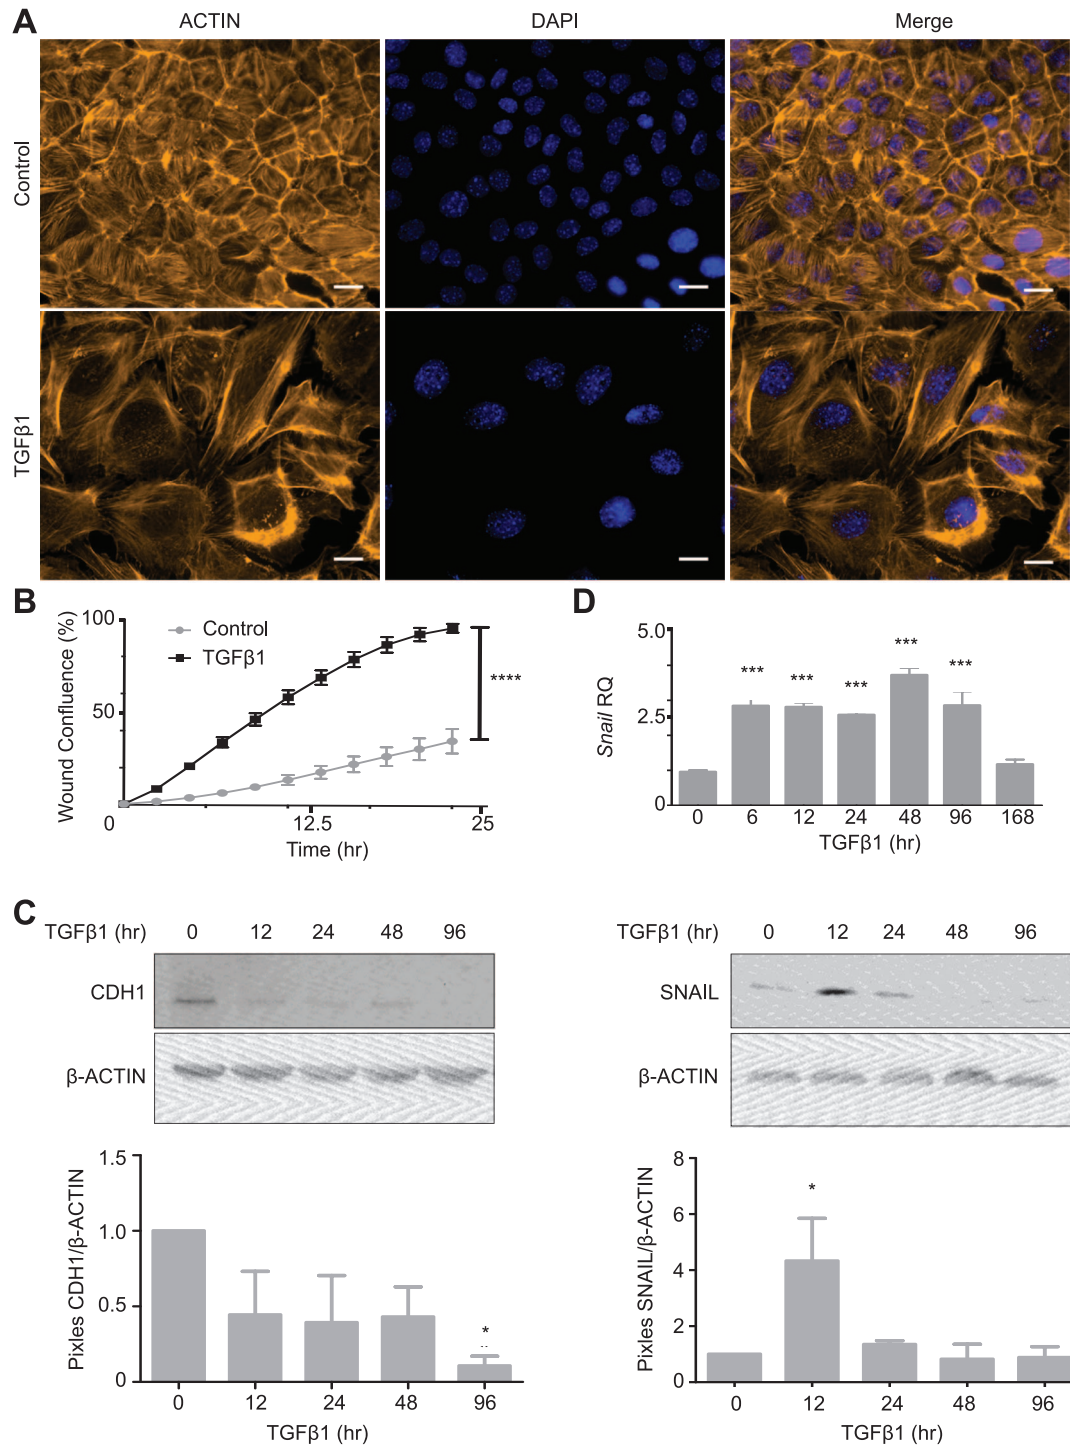 A
ACTIN DAPI Merge
Control
TGFβ1
B
Wound Confluence (%)
100
50
0
12.5
25
Control
TGFβ1
****
Time (hr)
D
Snail RQ
5.0
2.5
0
*** *** *** *** ***
0 6 12 24 48 96 168
TGFβ1 (hr)
C
TGFβ1 (hr) 0 12 24 48 96
CDH1
β-ACTIN
Pixles CDH1/β-ACTIN
1.5
1.0
0.5
0
*
0 12 24 48 96
TGFβ1 (hr)
TGFβ1 (hr) 0 12 24 48 96
SNAIL
β-ACTIN
Pixles SNAIL/β-ACTIN
8
6
4
2
0
*
0 12 24 48 96
TGFβ1 (hr)